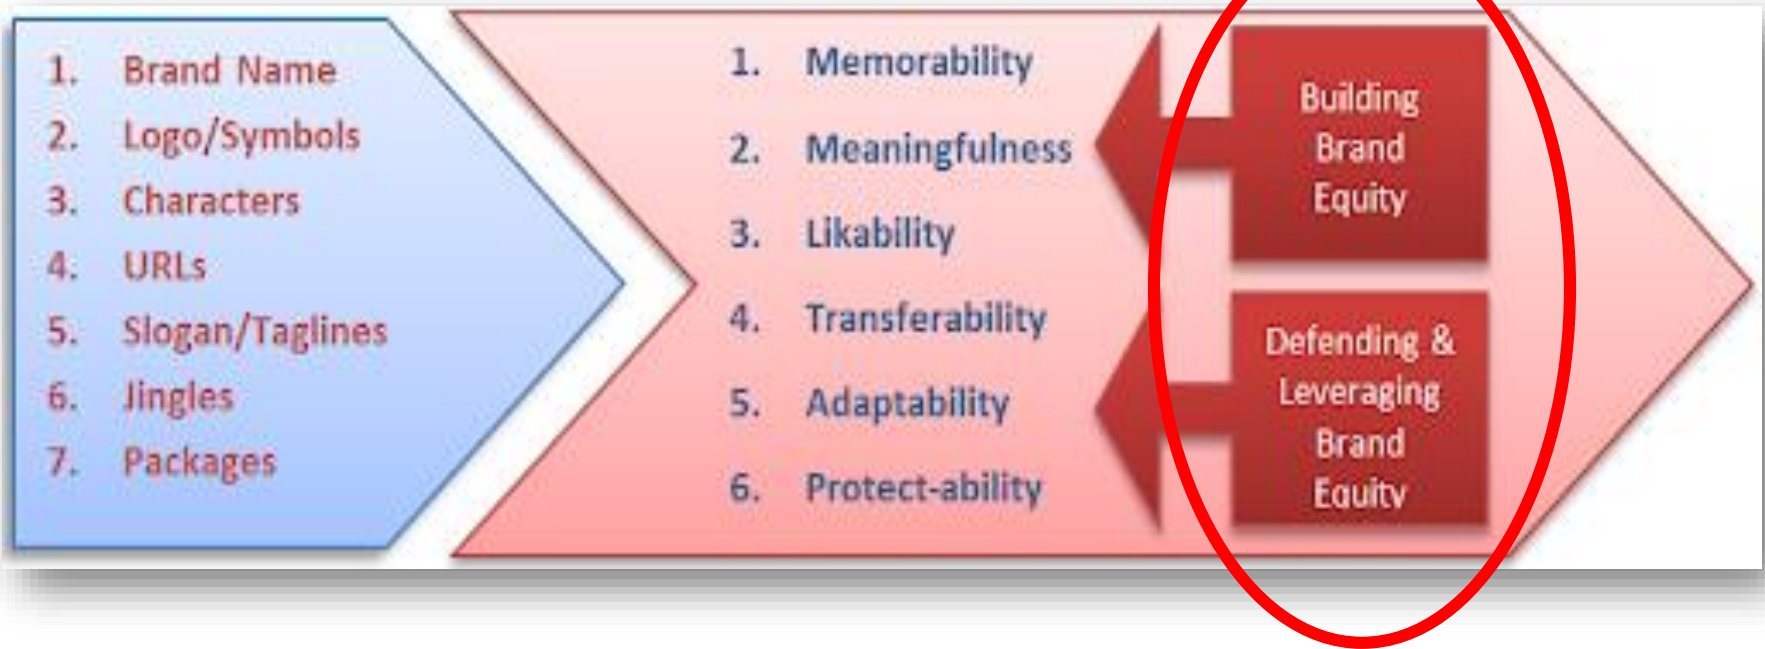 1. Brand Name
2. Logo/Symbols
3. Characters
4. URLs
5. Slogan/Taglines
6. Jingles
7. Packages
1. Memorability
2. Meaningfulness
3. Likability
4. Transferability
5. Adaptability
6. Protect-ability
Building
Brand
Equity
Defending &
Leveraging
Brand
Equity